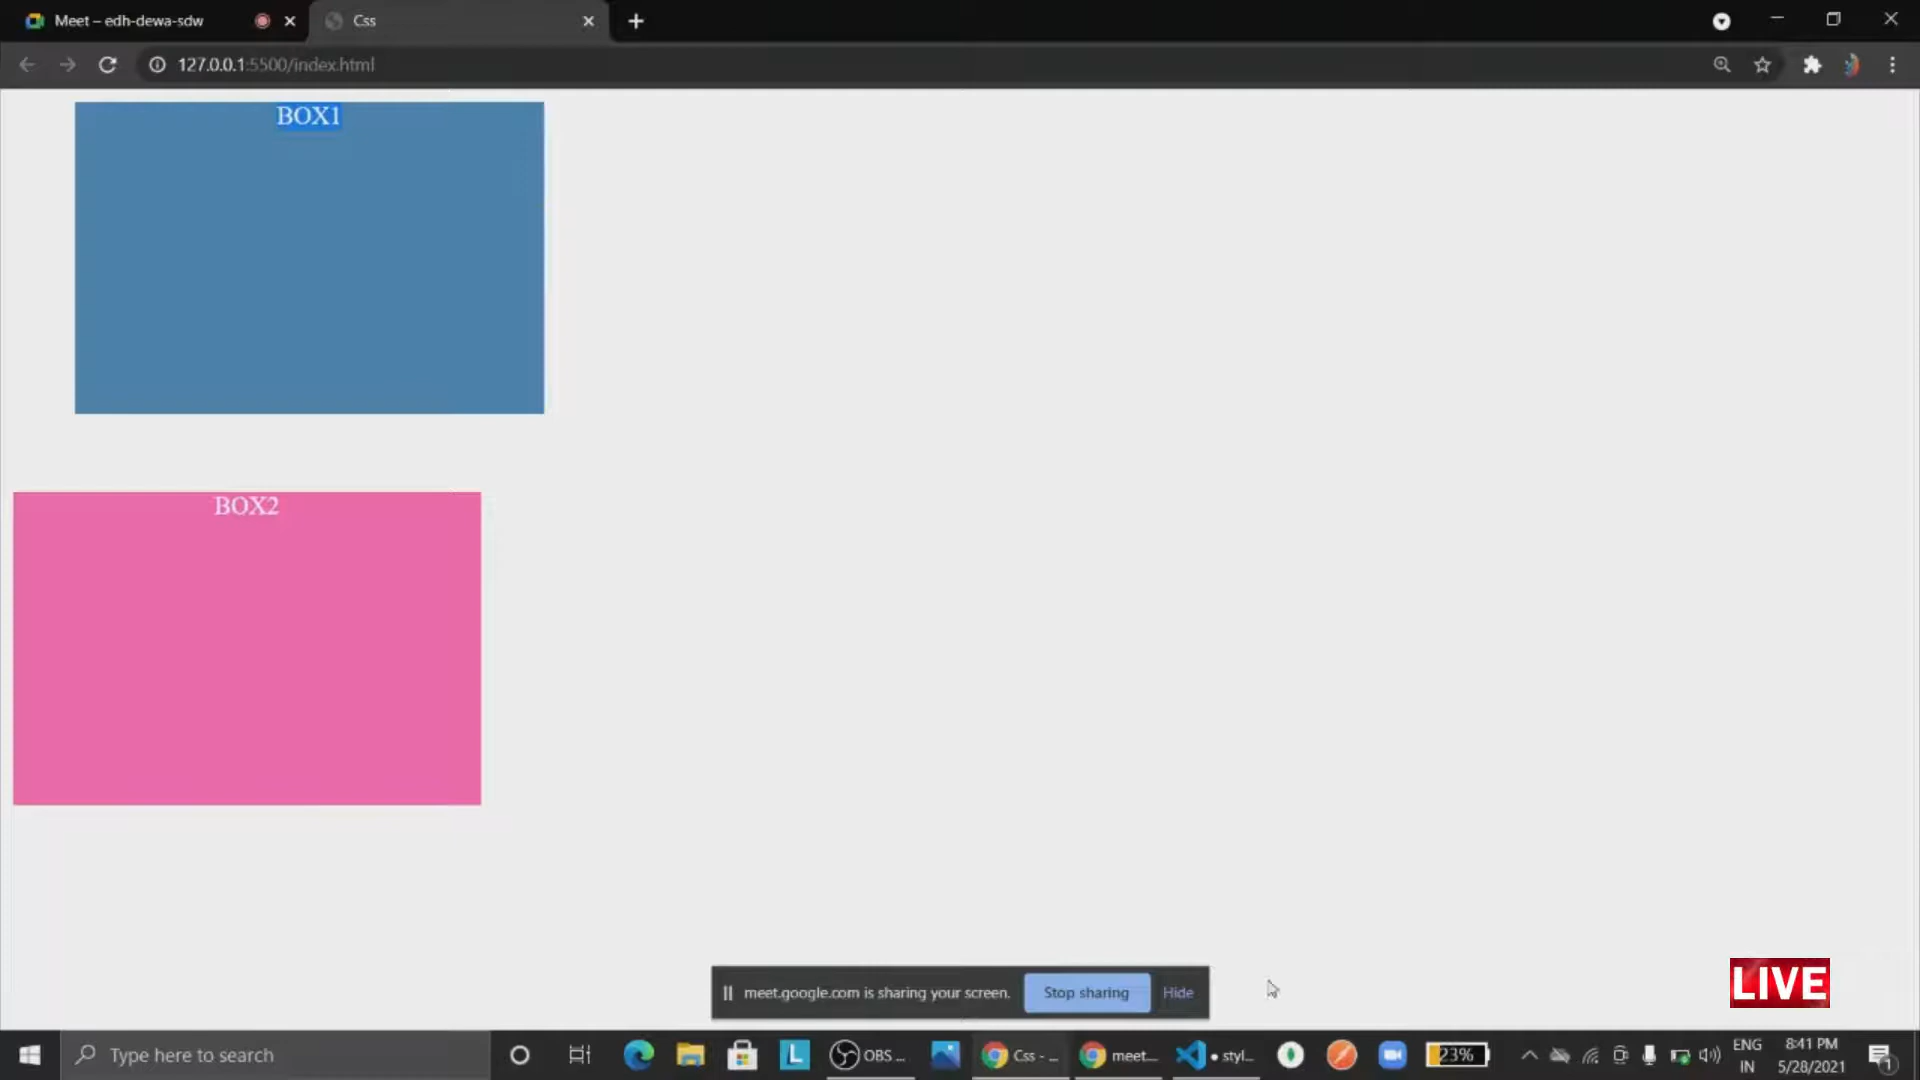 Meet – edh-dewa-sdw
Css
127.0.0.1:5500/index.html
BOX1
BOX2
meet.google.com is sharing your screen.
Stop sharing
Hide
LIVE
Type here to search
L
OBS ...
Css - ...
meet...
• styl...
23%
ENG
IN
8:41 PM
5/28/2021
1